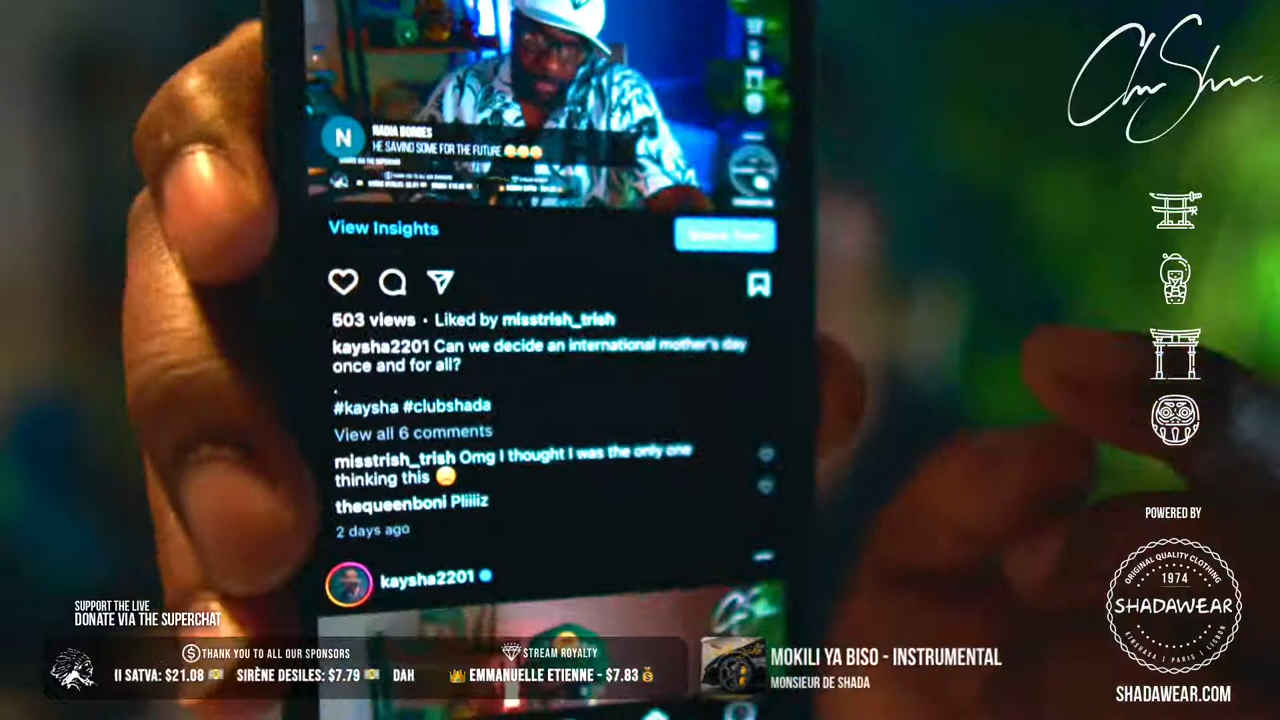 N
NADIA BORGES
HE SAVING SOME FOR THE FUTURE
View Insights
503 views · Liked by misstrish_trish
kaysha2201 Can we decide an international mother's day
once and for all?
.
#kaysha #clubshada
View all 6 comments
misstrish_trish Omg I thought I was the only one
thinking this
thequeenboni Pliiiiz
2 days ago
kaysha2201
SUPPORT THE LIVE
DONATE VIA THE SUPERCHAT
THANK YOU TO ALL OUR SPONSORS
II SATVA: $21.08
SIRÈNE DESILES: $7.79
DAH
STREAM ROYALTY
EMMANUELLE ETIENNE - $7.83
MOKILI YA BISO - INSTRUMENTAL
MONSIEUR DE SHADA
POWERED BY
ORIGINAL QUALITY CLOTHING
1974
SHADAWEAR
KINSHASA | PARIS | LISBON
SHADAWEAR.COM